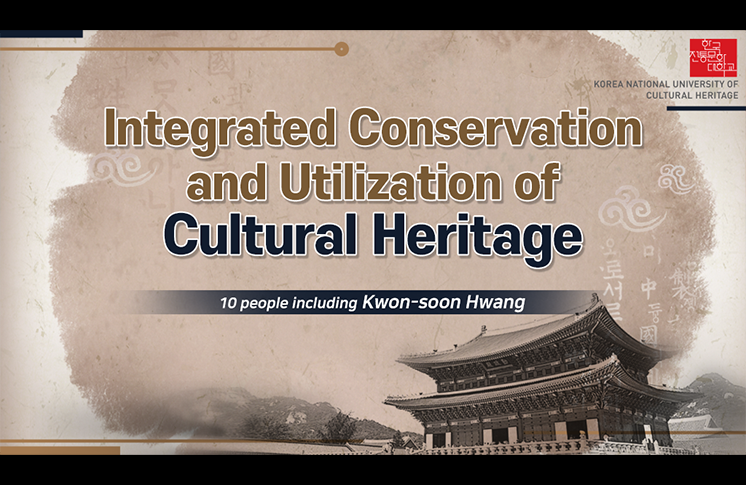 한국
전통문화
대학교
KOREA NATIONAL UNIVERSITY OF
CULTURAL HERITAGE
Integrated Conservation
and Utilization of
Cultural Heritage
10 people including Kwon-soon Hwang